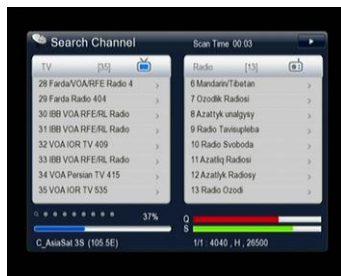 Search Channel
Scan Time 00:03
TV [35]
28 Farda/VOA/RFE Radio 4
29 Farda Radio 404
30 IBB VOA RFE/RL Radio
31 IBB VOA RFE/RL Radio
32 VOA IOR TV 409
33 IBB VOA RFE/RL Radio
34 VOA Persian TV 415
35 VOA IOR TV 535
Radio [13]
6 Mandarin/Tibetan
7 Ozodlik Radiosi
8 Azattyk unalgysy
9 Radio Tavisupleba
10 Radio Svoboda
11 Azatliq Radiosi
12 Azatlyk Radiosy
13 Radio Ozodi
37%
C_AsiaSat 3S (105.5E)
Q
S
1/1 : 4040 , H , 26500